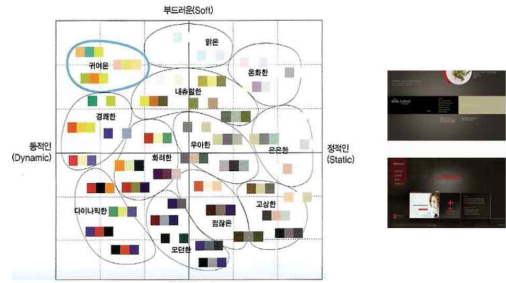 부드러운(Soft)
맑은
귀여운
온화한
내츄럴한
경쾌한
동적인
(Dynamic)
우아한
은은한
정적인
(Static)
화려한
다이나믹한
고상한
점잖은
모던한